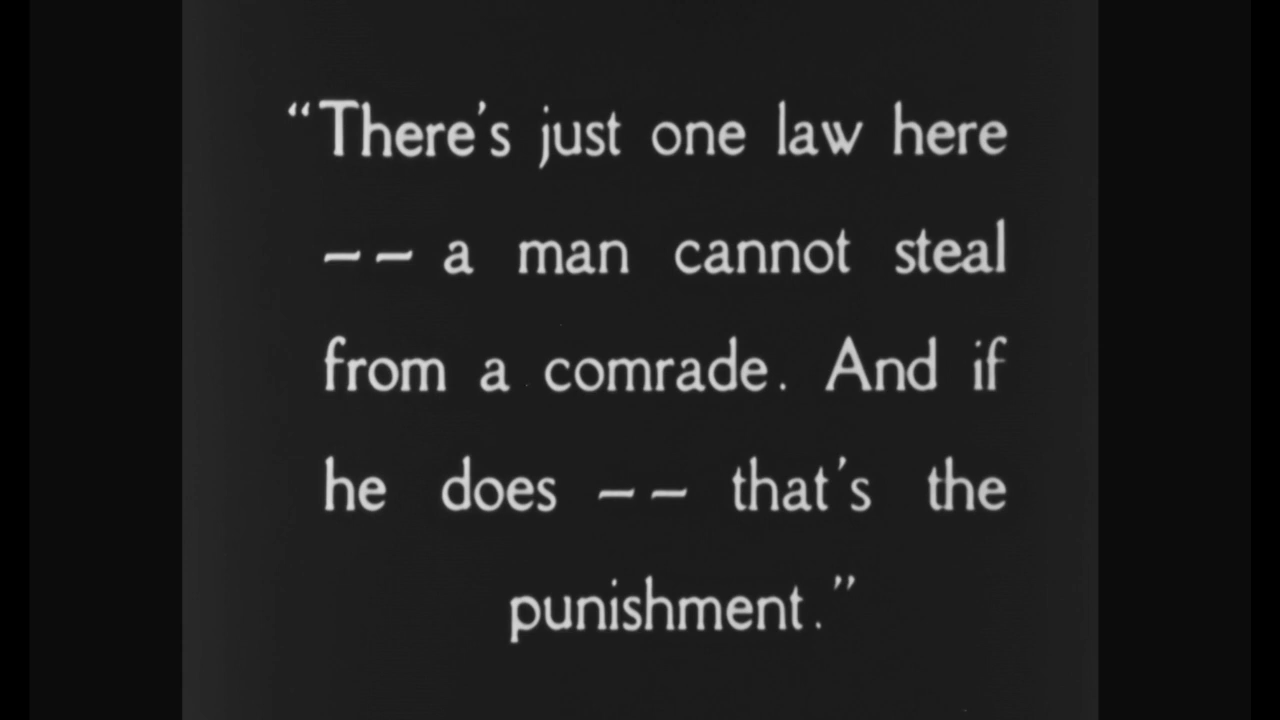 “There's just one law here
-- a man cannot steal
from a comrade. And if
he does -- that's the
punishment.”